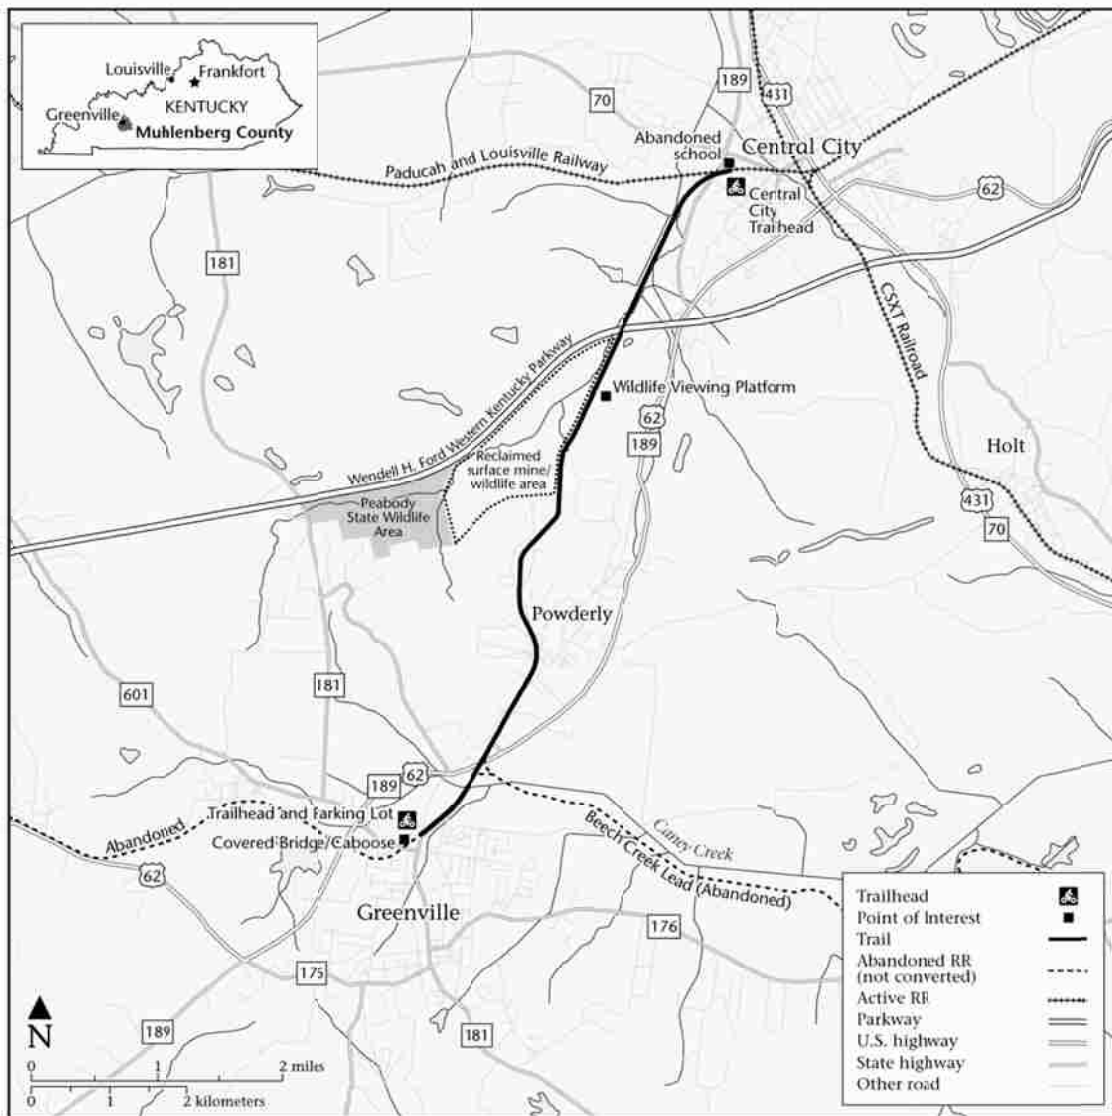 Louisville
Frankfort
KENTUCKY
Greenville
Muhlenberg County
189
431
70
Abandoned
school
Central City
Paducah and Louisville Railway
62
Central
City
Trailhead
181
CSXT Railroad
Wildlife Viewing Platform
Wendell H. Ford Western Kentucky Parkway
62
189
Holt
Reclaimed
surface mine/
wildlife area
Peabody
State Wildlife
Area
431
70
Powderly
181
601
62
189
Trailhead and Parking Lot
Covered Bridge/Caboose
Abandoned
62
Caney Creek
Beech Creek Lead (Abandoned)
Greenville
176
175
189
181
N
0 1 2 miles
0 1 2 kilometers
Trailhead
Point of Interest
Trail
Abandoned RR
(not converted)
Active RR
Parkway
U.S. highway
State highway
Other road